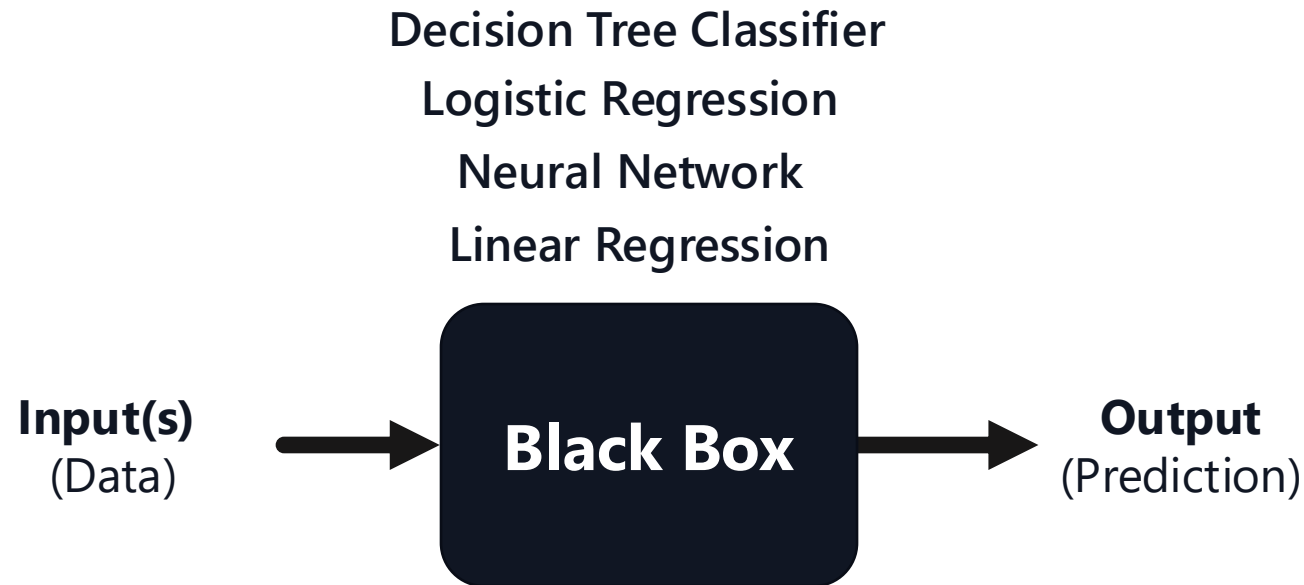 Decision Tree Classifier
Logistic Regression
Neural Network
Linear Regression
Input(s)
(Data)
Black Box
Output
(Prediction)